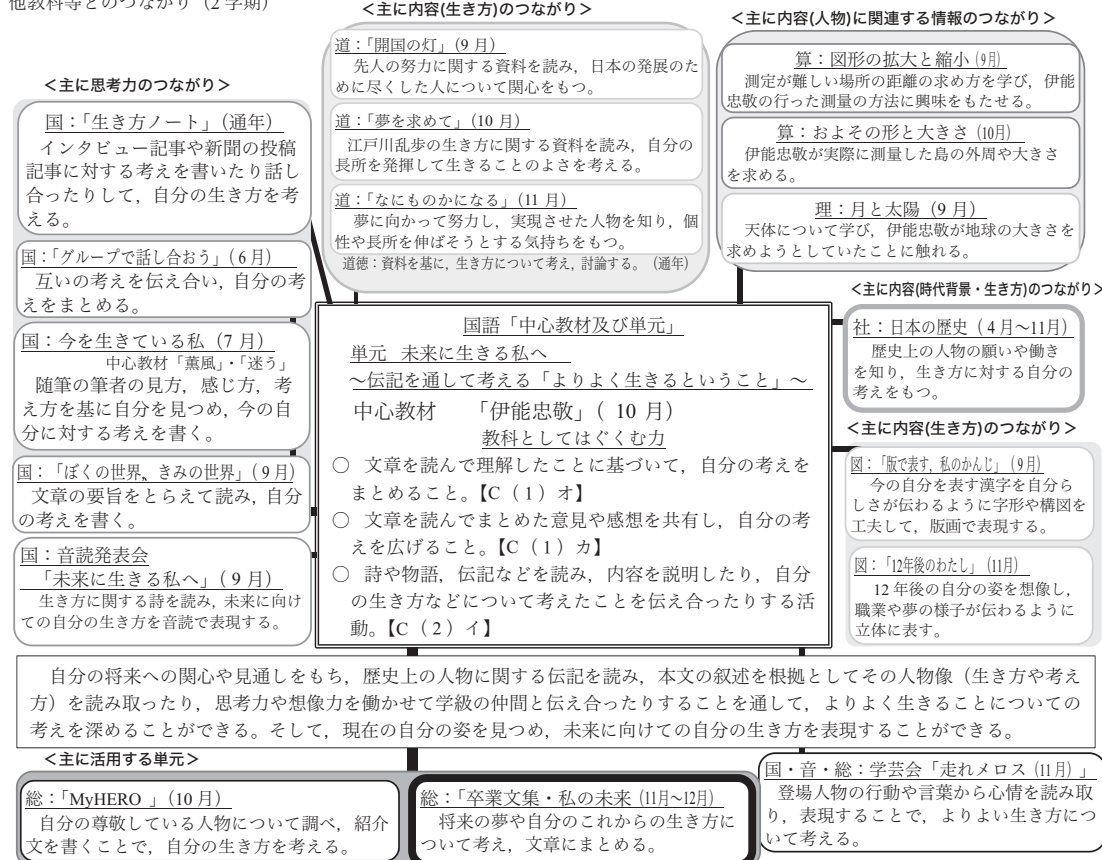 他教科等とのつながり（2学期）
＜主に思考力のつながり＞
国：「生き方ノート」（通年）
インタビュー記事や新聞の投稿
記事に対する考えを書いたり話し
合ったりして，自分の生き方を考
える。
国：「グループで話し合おう」（6月）
互いの考えを伝え合い，自分の考
えをまとめる。
国：今を生きている私（7月）
中心教材「薫風」・「迷う」
随筆の筆者の見方，感じ方，考
え方を基に自分を見つめ，今の自
分に対する考えを書く。
国：「ぼくの世界，きみの世界」（9月）
文章の要旨をとらえて読み，自分
の考えを書く。
国：音読発表会
「未来に生きる私へ」（9月）
生き方に関する詩を読み，未来に向け
ての自分の生き方を音読で表現する。
＜主に内容(生き方)のつながり＞
道：「開国の灯」（9月）
先人の努力に関する資料を読み，日本の発展のた
めに尽くした人について関心をもつ。
道：「夢を求めて」（10月）
江戸川乱歩の生き方に関する資料を読み，自分の
長所を発揮して生きることのよさを考える。
道：「なにものかになる」（11月）
夢に向かって努力し，実現させた人物を知り，個
性や長所を伸ばそうとする気持ちをもつ。
道徳：資料を基に，生き方について考え，討論する。（通年）
＜主に内容(人物)に関連する情報のつながり＞
算：図形の拡大と縮小（9月）
測定が難しい場所の距離の求め方を学び，伊能
忠敬の行った測量の方法に興味をもたせる。
算：およその形と大きさ（10月）
伊能忠敬が実際に測量した島の外周や大きさ
を求める。
理：月と太陽（9月）
天体について学び，伊能忠敬が地球の大きさを
求めようとしていたことに触れる。
国語「中心教材及び単元」
単元　未来に生きる私へ
～伝記を通して考える「よりよく生きるということ」～
中心教材　「伊能忠敬」（10月）
教科としてはぐくむ力
○　文章を読んで理解したことに基づいて，自分の考えを
まとめること。【C（1）オ】
○　文章を読んでまとめた意見や感想を共有し，自分の考
えを広げること。【C（1）カ】
○　詩や物語，伝記などを読み，内容を説明したり，自分
の生き方などについて考えたことを伝え合ったりする活
動。【C（2）イ】
＜主に内容(時代背景・生き方)のつながり＞
社：日本の歴史（4月～11月）
歴史上の人物の願いや働き
を知り，生き方に対する自分の
考えをもつ。
＜主に内容(生き方)のつながり＞
図：「版で表す，私のかんじ」（9月）
今の自分を表す漢字を自分ら
しさが伝わるように字形や構図を
工夫して，版画で表現する。
図：「12年後のわたし」（11月）
12年後の自分の姿を想像し，
職業や夢の様子が伝わるように
立体に表す。
自分の将来への関心や見通しをもち，歴史上の人物に関する伝記を読み，本文の叙述を根拠としてその人物像（生き方や考え
方）を読み取ったり，思考力や想像力を働かせて学級の仲間と伝え合ったりすることを通して，よりよく生きることについての
考えを深めることができる。そして，現在の自分の姿を見つめ，未来に向けての自分の生き方を表現することができる。
＜主に活用する単元＞
総：「MyHERO 」（10月）
自分の尊敬している人物について調べ，紹介
文を書くことで，自分の生き方を考える。
総：「卒業文集・私の未来（11月~12月）
将来の夢や自分のこれからの生き方に
ついて考え，文章にまとめる。
国・音・総：学芸会「走れメロス（11月）」
登場人物の行動や言葉から心情を読み取
り，表現することで，よりよい生き方につ
いて考える。